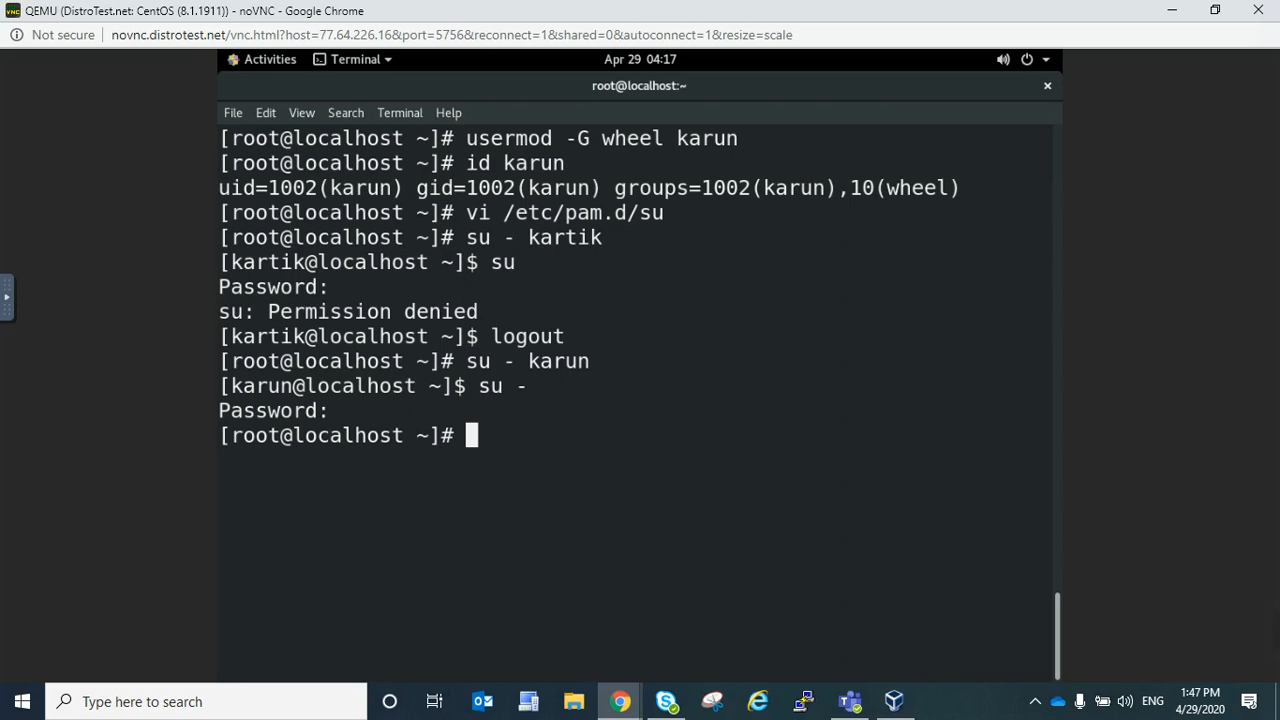 QEMU (DistroTest.net: CentOS (8.1.1911)) - noVNC - Google Chrome
Not secure novnc.distrotest.net/vnc.html?host=77.64.226.16&port=5756&reconnect=1&shared=0&autoconnect=1&resize=scale
Activities Terminal Apr 29 04:17
root@localhost:~
File Edit View Search Terminal Help
[root@localhost ~]# usermod -G wheel karun
[root@localhost ~]# id karun
uid=1002(karun) gid=1002(karun) groups=1002(karun),10(wheel)
[root@localhost ~]# vi /etc/pam.d/su
[root@localhost ~]# su - kartik
[kartik@localhost ~]$ su
Password:
su: Permission denied
[kartik@localhost ~]$ logout
[root@localhost ~]# su - karun
[karun@localhost ~]$ su -
Password:
[root@localhost ~]#
Type here to search
ENG
1:47 PM
4/29/2020